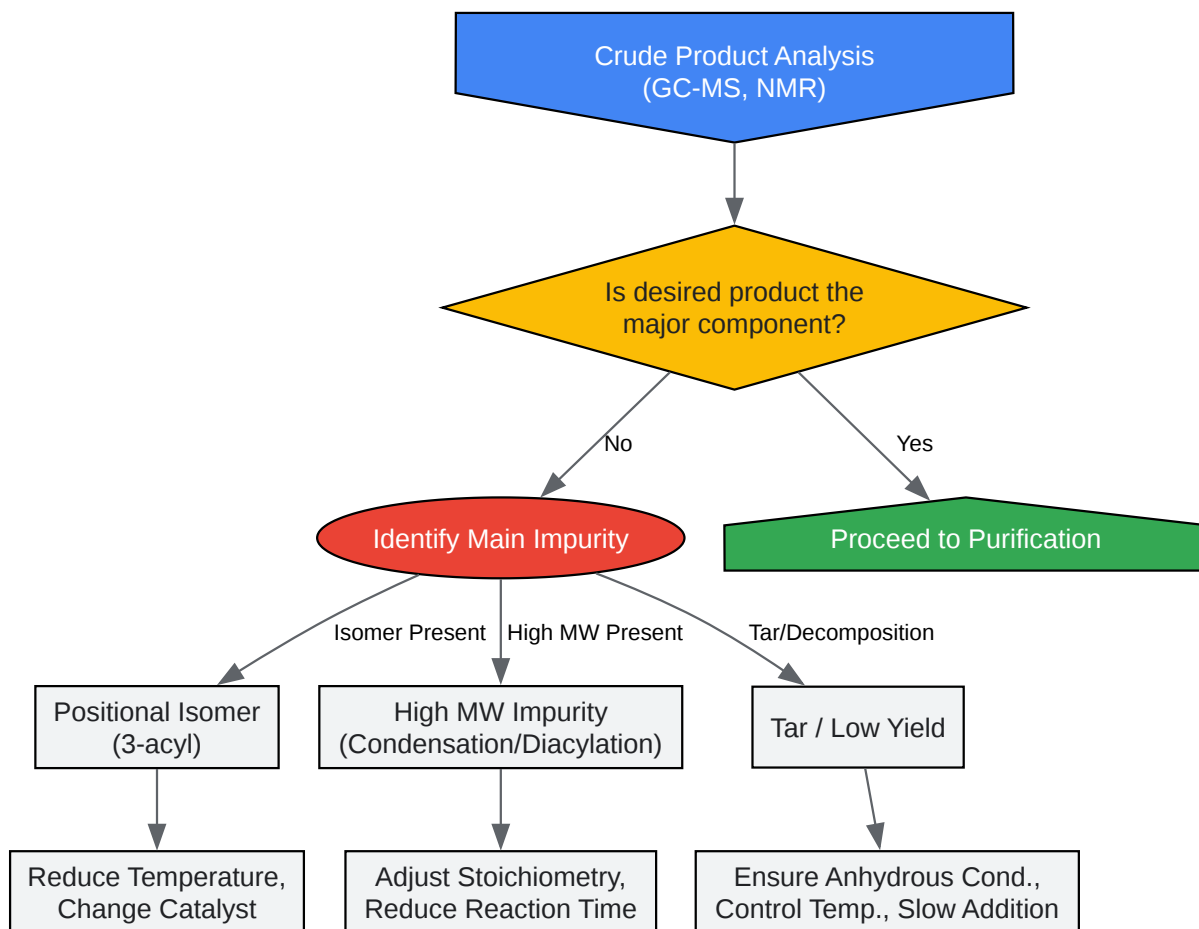 Crude Product Analysis
(GC-MS, NMR)
Is desired product the
major component?
No
Yes
Identify Main Impurity
Proceed to Purification
Isomer Present
High MW Present
Tar/Decomposition
Positional Isomer
(3-acyl)
High MW Impurity
(Condensation/Diacylation)
Tar / Low Yield
Reduce Temperature,
Change Catalyst
Adjust Stoichiometry,
Reduce Reaction Time
Ensure Anhydrous Cond.,
Control Temp., Slow Addition